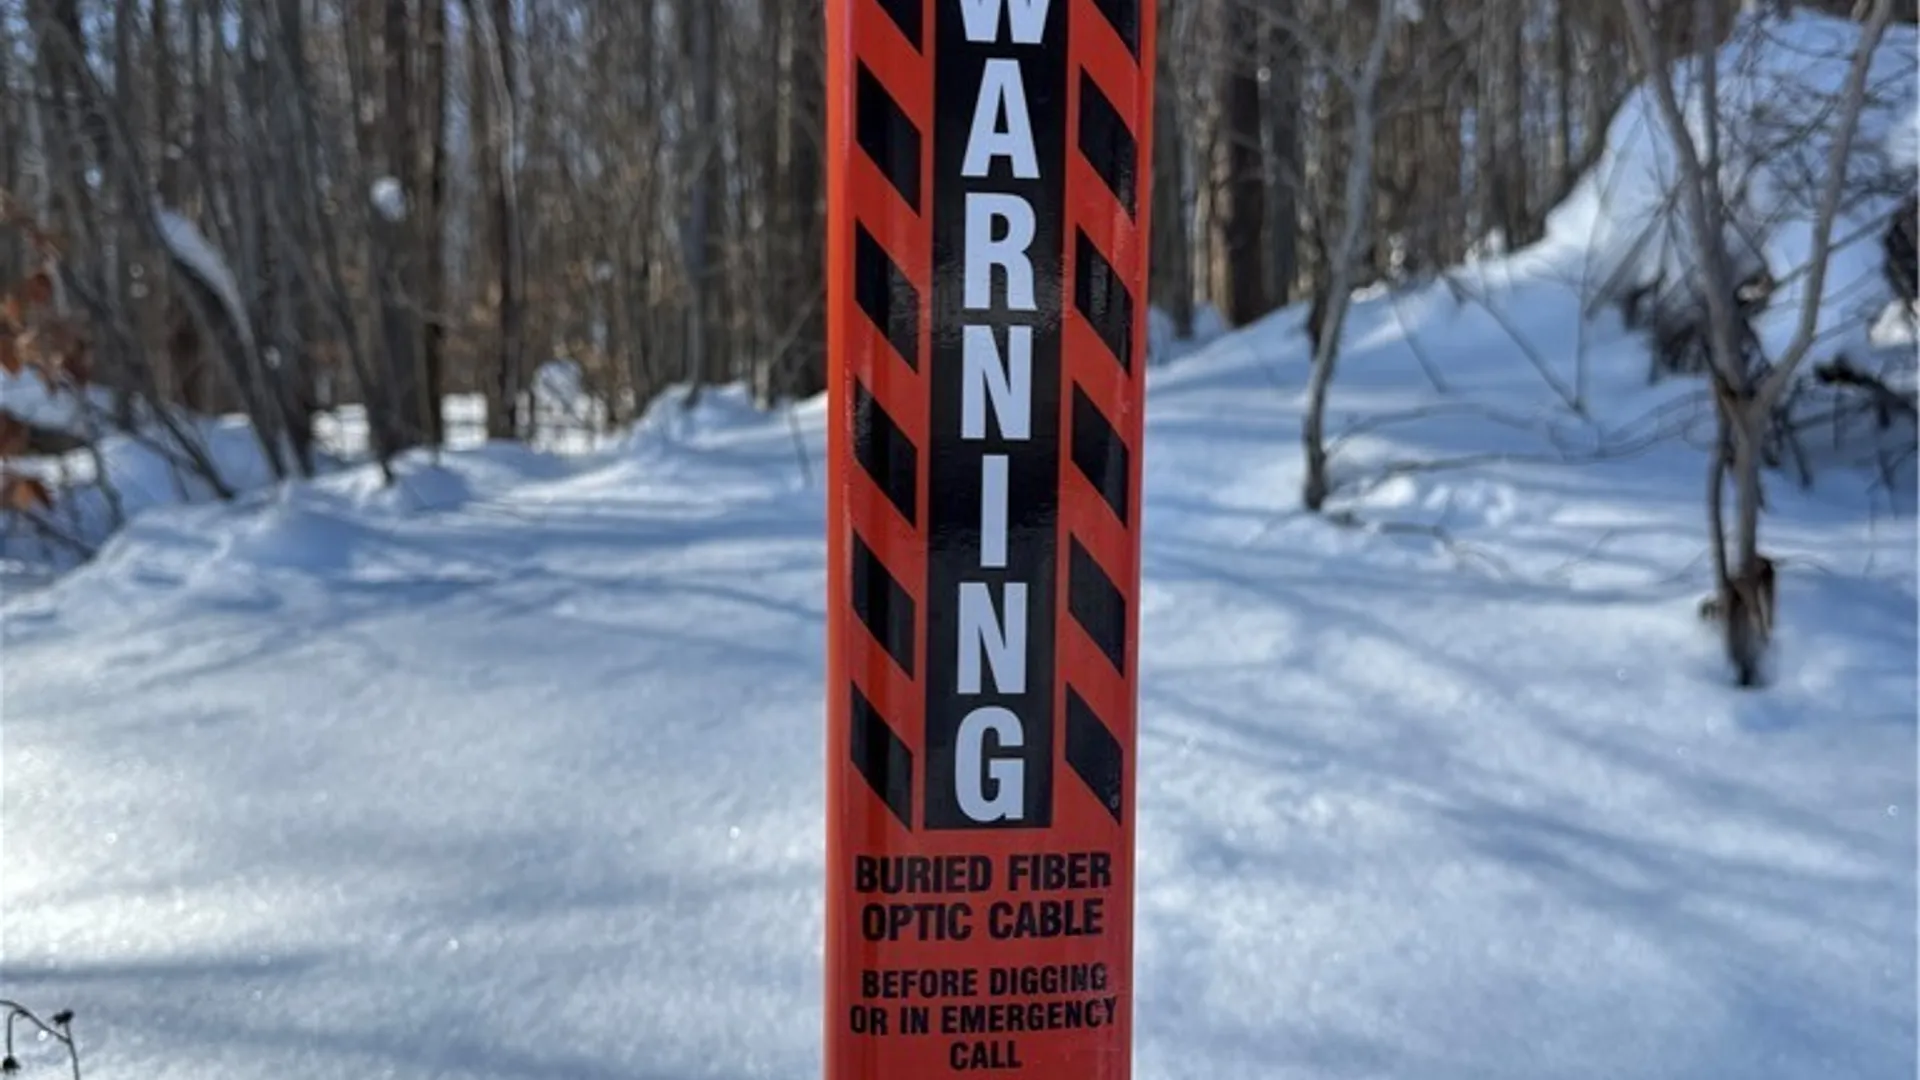 WARNING
BURIED FIBER
OPTIC CABLE
BEFORE DIGGING
OR IN EMERGENCY
CALL